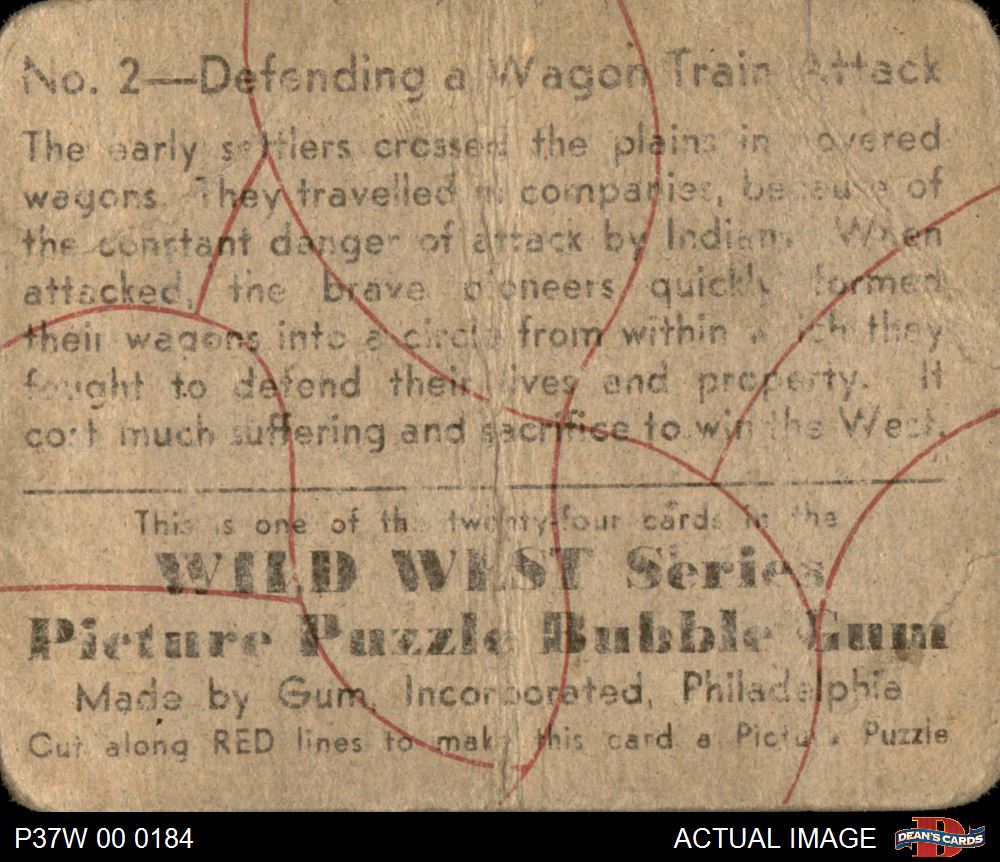 No. 2—Defending a Wagon Train Attack
The early settlers crossed the plains in covered
wagons. They travelled in companies, because of
the constant danger of attack by Indians. When
attacked, the brave pioneers quickly formed
their wagons into a circle from within which they
fought to defend their lives and property. It
cost much suffering and sacrifice to win the West.
This is one of the twenty-four cards in the
WILD WEST Series
Picture Puzzle Bubble Gum
Made by Gum, Incorporated, Philadelphia
Cut along RED lines to make this card a Picture Puzzle
P37W 00 0184
ACTUAL IMAGE
D
DEAN'S CARDS